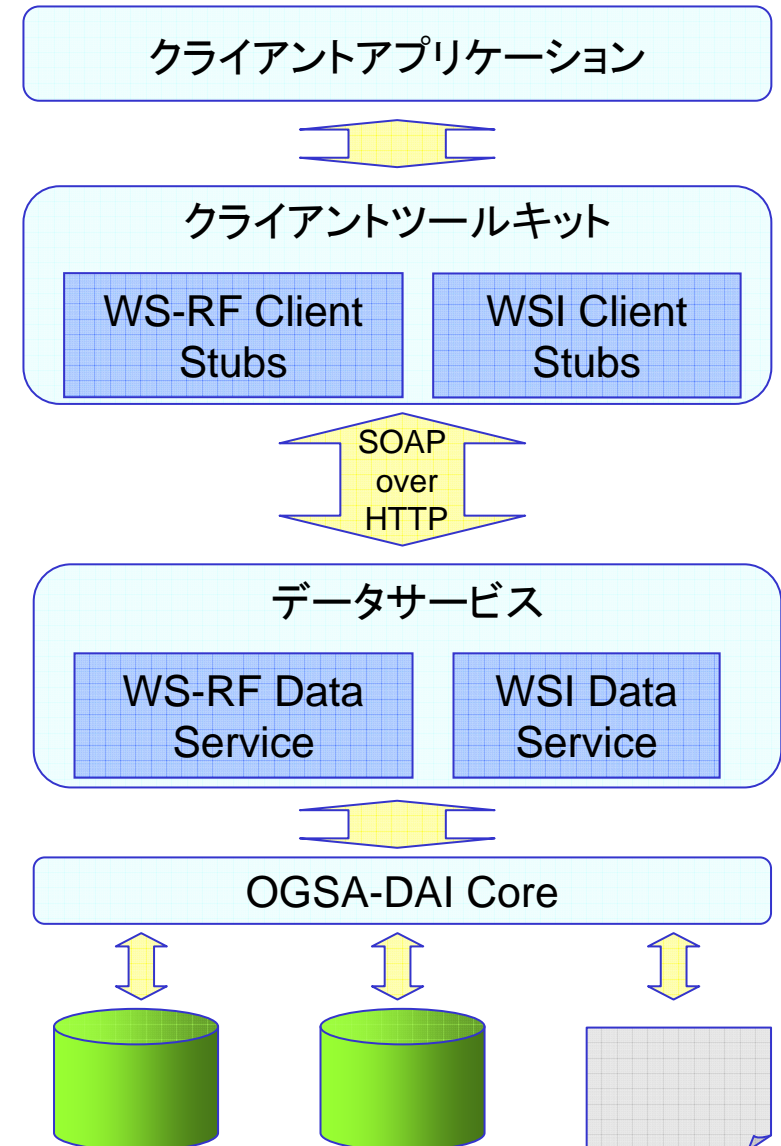 クライアントアプリケーション
クライアントツールキット
WS-RF Client
Stubs
WSI Client
Stubs
SOAP
over
HTTP
データサービス
WS-RF Data
Service
WSI Data
Service
OGSA-DAI Core